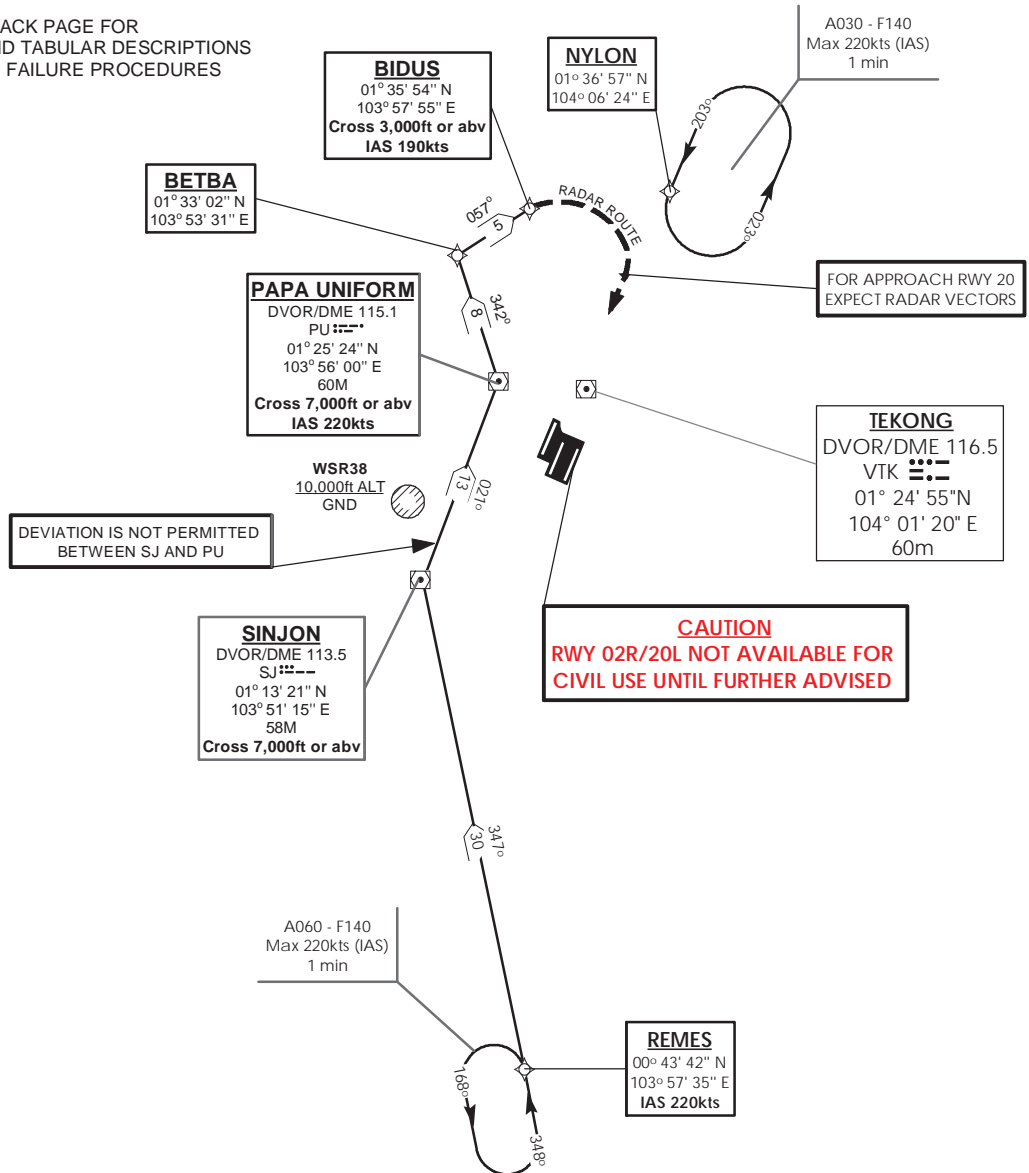 ACK PAGE FOR
ND TABULAR DESCRIPTIONS
FAILURE PROCEDURES
BIDUS
01° 35' 54'' N
103° 57' 55'' E
Cross 3,000ft or abv
IAS 190kts
NYLON
01° 36' 57'' N
104° 06' 24'' E
A030 - F140
Max 220kts (IAS)
1 min
203°
023°
BETBA
01° 33' 02'' N
103° 53' 31'' E
057°
5
RADAR ROUTE
FOR APPROACH RWY 20
EXPECT RADAR VECTORS
PAPA UNIFORM
DVOR/DME 115.1
PU
01° 25' 24'' N
103° 56' 00'' E
60M
Cross 7,000ft or abv
IAS 220kts
342°
8
TEKONG
DVOR/DME 116.5
VTK
01° 24' 55"N
104° 01' 20" E
60m
WSR38
10,000ft ALT
GND
021°
13
DEVIATION IS NOT PERMITTED
BETWEEN SJ AND PU
SINJON
DVOR/DME 113.5
SJ
01° 13' 21'' N
103° 51' 15'' E
58M
Cross 7,000ft or abv
CAUTION
RWY 02R/20L NOT AVAILABLE FOR
CIVIL USE UNTIL FURTHER ADVISED
347°
30
A060 - F140
Max 220kts (IAS)
1 min
168°
348°
REMES
00° 43' 42'' N
103° 57' 35'' E
IAS 220kts